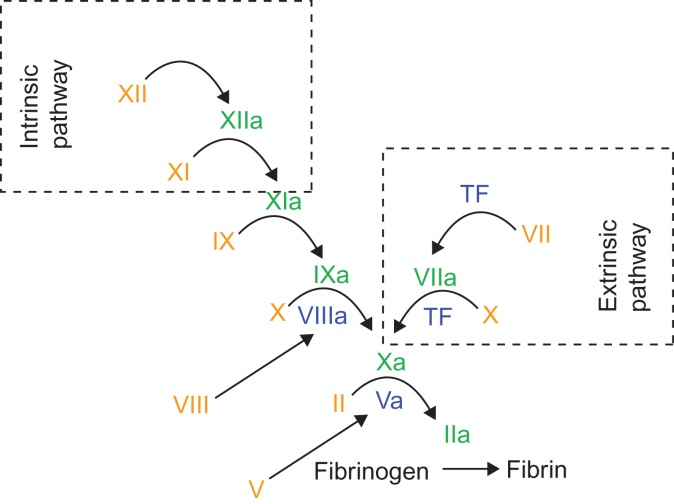 Intrinsic
pathway
XII
XIIa
XI
XIa
IX
IXa
X
VIIIa
VIII
TF
VII
Extrinsic
pathway
VIIa
TF
X
Xa
II
Va
IIa
V
Fibrinogen
Fibrin